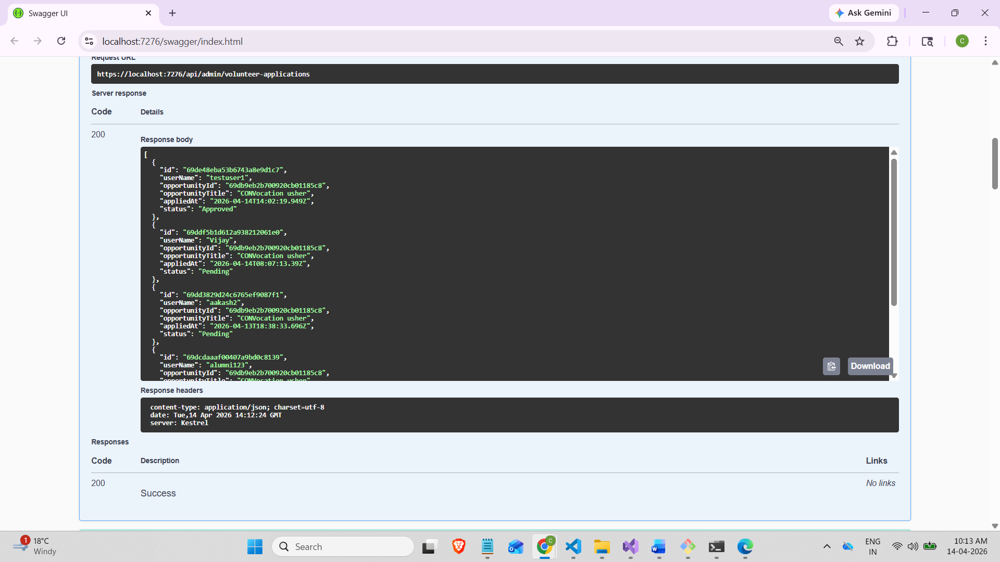 Swagger UI
Ask Gemini
localhost:7276/swagger/index.html
C
Request URL
https://localhost:7276/api/admin/volunteer-applications
Server response
Code Details
200
Response body
[
{
"id": "69de48eba53b6743a8e9d1c7",
"userName": "testuser1",
"opportunityId": "69db9eb2b700920cb01185c8",
"opportunityTitle": "CONVocation usher",
"appliedAt": "2026-04-14T14:02:19.949Z",
"status": "Approved"
},
{
"id": "69ddf5b1d612a938212061e0",
"userName": "Vijay",
"opportunityId": "69db9eb2b700920cb01185c8",
"opportunityTitle": "CONVocation usher",
"appliedAt": "2026-04-14T08:07:13.39Z",
"status": "Pending"
},
{
"id": "69dd3829d24c6765ef9087f1",
"userName": "aakash2",
"opportunityId": "69db9eb2b700920cb01185c8",
"opportunityTitle": "CONVocation usher",
"appliedAt": "2026-04-13T18:38:33.696Z",
"status": "Pending"
},
{
"id": "69dcdaaaf00407a9bd0c8139",
"userName": "alumni123",
"opportunityId": "69db9eb2b700920cb01185c8",
"opportunityTitle": "CONVocation usher"
Download
Response headers
content-type: application/json; charset=utf-8
date: Tue,14 Apr 2026 14:12:24 GMT
server: Kestrel
Responses
Code Description Links
200 No links
Success
1
18°C
Windy
Search
C
ENG
IN
10:13 AM
14-04-2026